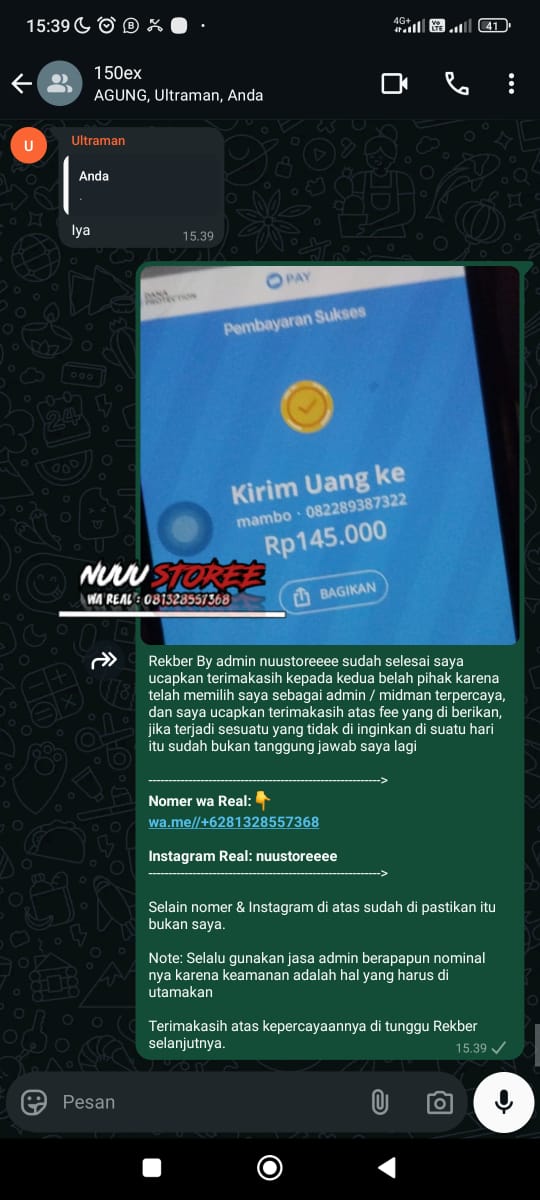 15:39
4G+
Vo LTE
41
150ex
AGUNG, Ultraman, Anda
U
Ultraman
Anda
.
Iya
15.39
DANA PROTECTION
PAY
Pembayaran Sukses
Kirim Uang ke
mambo · 082289387322
Rp145.000
BAGIKAN
NUUU STOREE
WA REAL : 081328557368
Rekber By admin nuustoreeee sudah selesai saya
ucapkan terimakasih kepada kedua belah pihak karena
telah memilih saya sebagai admin / midman terpercaya,
dan saya ucapkan terimakasih atas fee yang di berikan,
jika terjadi sesuatu yang tidak di inginkan di suatu hari
itu sudah bukan tanggung jawab saya lagi
---------------------------------------------------------->
Nomer wa Real:👇
wa.me//+6281328557368
Instagram Real: nuustoreeee
---------------------------------------------------------->
Selain nomer & Instagram di atas sudah di pastikan itu
bukan saya.
Note: Selalu gunakan jasa admin berapapun nominal
nya karena keamanan adalah hal yang harus di
utamakan
Terimakasih atas kepercayaannya di tunggu Rekber
selanjutnya.
15.39
Pesan